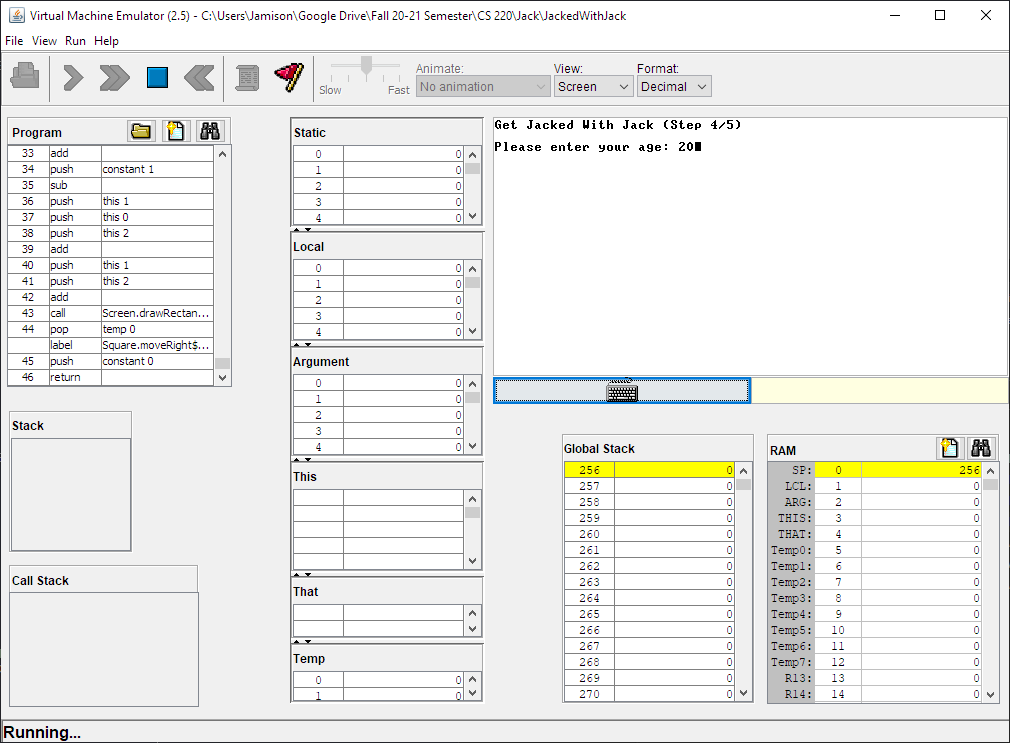 Virtual Machine Emulator (2.5) - C:\Users\Jamison\Google Drive\Fall 20-21 Semester\CS 220\Jack\JackedWithJack
File View Run Help
Slow Fast
Animate: No animation
View: Screen
Format: Decimal
Program
33 add
34 push constant 1
35 sub
36 push this 1
37 push this 0
38 push this 2
39 add
40 push this 1
41 push this 2
42 add
43 call Screen.drawRectan...
44 pop temp 0
label Square.moveRight$...
45 push constant 0
46 return
Stack
Call Stack
Static
0 0
1 0
2 0
3 0
4 0
Local
0 0
1 0
2 0
3 0
4 0
Argument
0 0
1 0
2 0
3 0
4 0
This
That
Temp
0 0
1 0
Get Jacked With Jack (Step 4/5)
Please enter your age: 20
Global Stack
256 0
257 0
258 0
259 0
260 0
261 0
262 0
263 0
264 0
265 0
266 0
267 0
268 0
269 0
270 0
RAM
SP: 0 256
LCL: 1 0
ARG: 2 0
THIS: 3 0
THAT: 4 0
Temp0: 5 0
Temp1: 6 0
Temp2: 7 0
Temp3: 8 0
Temp4: 9 0
Temp5: 10 0
Temp6: 11 0
Temp7: 12 0
R13: 13 0
R14: 14 0
Running...